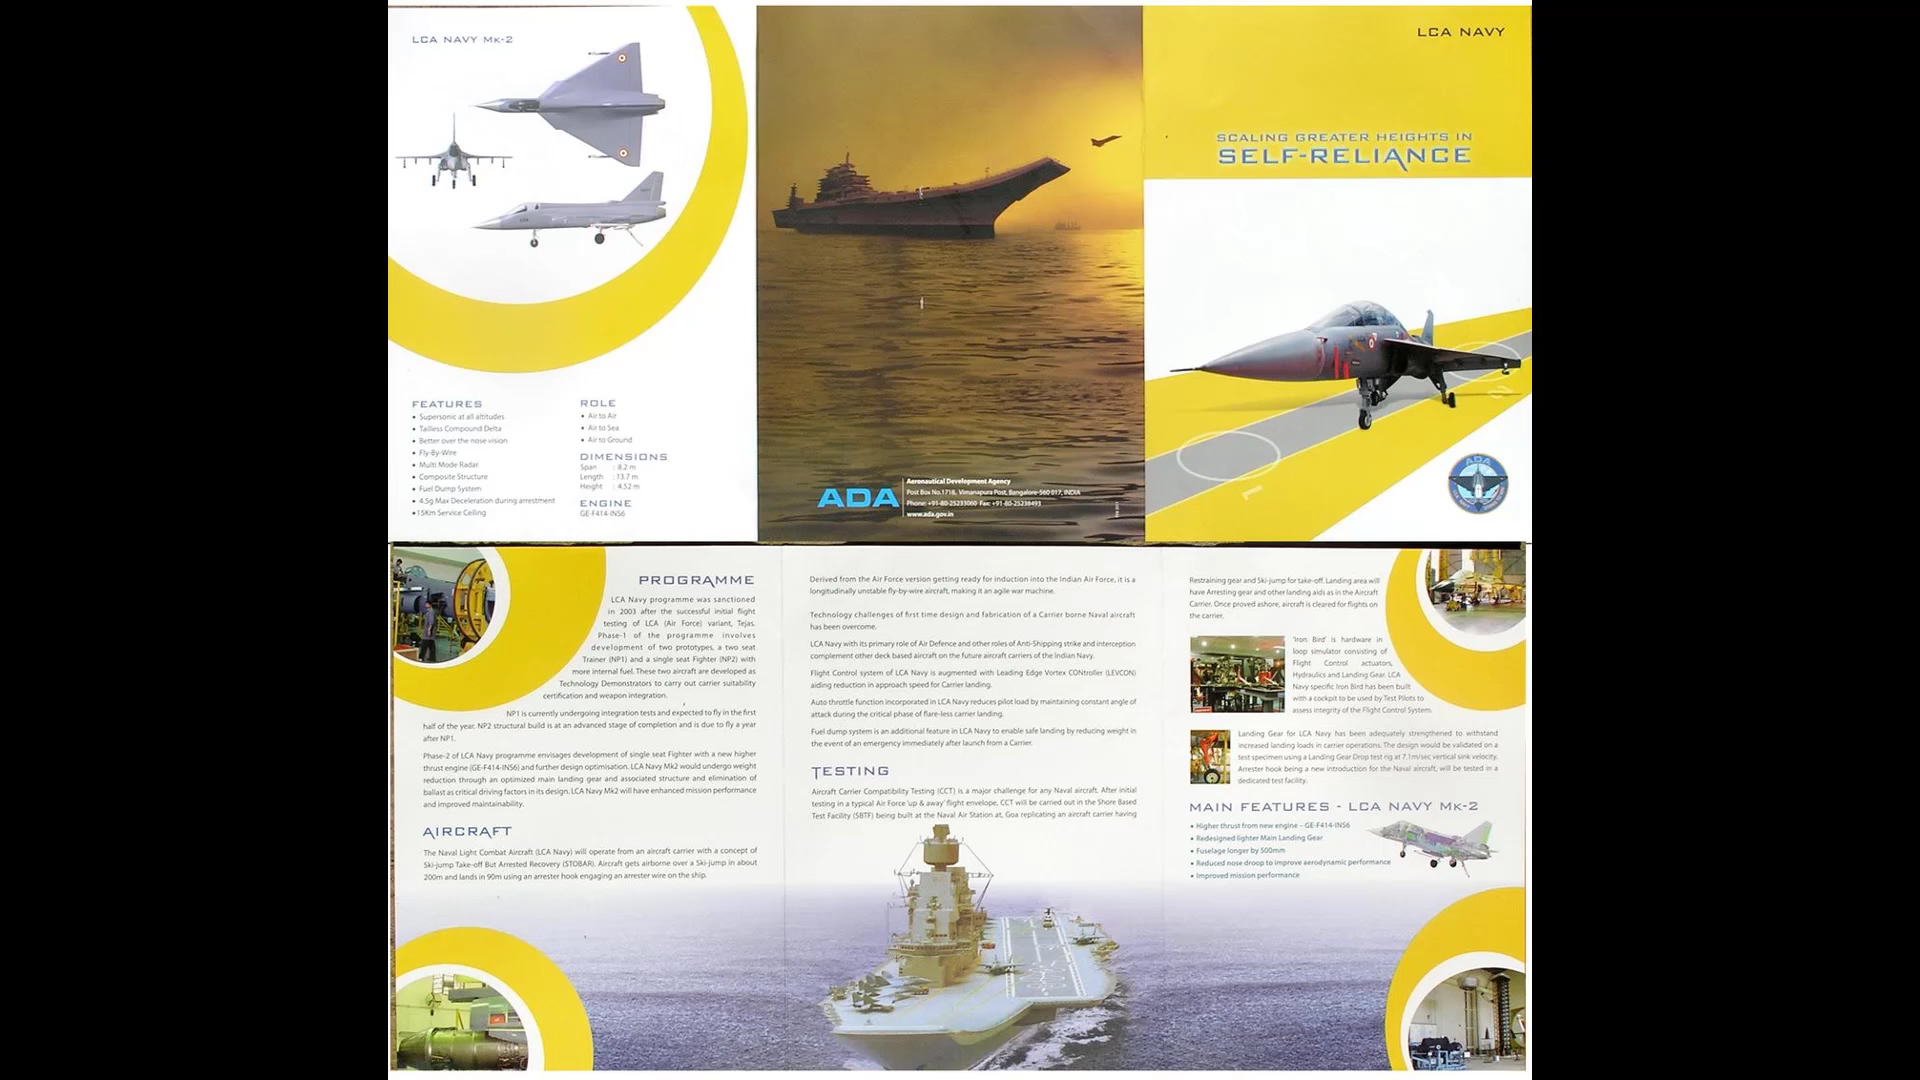 LCA NAVY Mk-2
FEATURES
• Supersonic at all altitudes
• Tailless Compound Delta
• Better over the nose vision
• Fly-By-Wire
• Multi Mode Radar
• Composite Structure
• Fuel Dump System
• 4.5g Max Deceleration during arrestment
• 15Km Service Ceiling
ROLE
• Air to Air
• Air to Sea
• Air to Ground
DIMENSIONS
Span : 8.2 m
Length : 13.7 m
Height : 4.52 m
ENGINE
GE-F414-INS6
ADA
Aeronautical Development Agency
Post Box No.1718, Vimanapura Post, Bangalore-560 017, INDIA
Phone: +91-80-25233060 Fax: +91-80-25238493
www.ada.gov.in
LCA NAVY
SCALING GREATER HEIGHTS IN
SELF-RELIANCE
ADA
PROGRAMME
LCA Navy programme was sanctioned
in 2003 after the successful initial flight
testing of LCA (Air Force) variant, Tejas.
Phase-1 of the programme involves
development of two prototypes, a two seat
Trainer (NP1) and a single seat Fighter (NP2) with
more internal fuel. These two aircraft are developed as
Technology Demonstrators to carry out carrier suitability
certification and weapon integration.
NP1 is currently undergoing integration tests and expected to fly in the first
half of the year. NP2 structural build is at an advanced stage of completion and is due to fly a year
after NP1.
Phase-2 of LCA Navy programme envisages development of single seat Fighter with a new higher
thrust engine (GE-F414-INS6) and further design optimisation. LCA Navy Mk2 would undergo weight
reduction through an optimized main landing gear and associated structure and elimination of
ballast as critical driving factors in its design. LCA Navy Mk2 will have enhanced mission performance
and improved maintainability.
AIRCRAFT
The Naval Light Combat Aircraft (LCA Navy) will operate from an aircraft carrier with a concept of
Ski-jump Take-off But Arrested Recovery (STOBAR). Aircraft gets airborne over a Ski-jump in about
200m and lands in 90m using an arrester hook engaging an arrester wire on the ship.
Derived from the Air Force version getting ready for induction into the Indian Air Force, it is a
longitudinally unstable fly-by-wire aircraft, making it an agile war machine.
Technology challenges of first time design and fabrication of a Carrier borne Naval aircraft
has been overcome.
LCA Navy with its primary role of Air Defence and other roles of Anti-Shipping strike and interception
complement other deck based aircraft on the future aircraft carriers of the Indian Navy.
Flight Control system of LCA Navy is augmented with Leading Edge Vortex CONtroller (LEVCON)
aiding reduction in approach speed for Carrier landing.
Auto throttle function incorporated in LCA Navy reduces pilot load by maintaining constant angle of
attack during the critical phase of flare-less carrier landing.
Fuel dump system is an additional feature in LCA Navy to enable safe landing by reducing weight in
the event of an emergency immediately after launch from a Carrier.
TESTING
Aircraft Carrier Compatibility Testing (CCT) is a major challenge for any Naval aircraft. After initial
testing in a typical Air Force 'up & away' flight envelope, CCT will be carried out in the Shore Based
Test Facility (SBTF) being built at the Naval Air Station at, Goa replicating an aircraft carrier having
Restraining gear and Ski-jump for take-off. Landing area will
have Arresting gear and other landing aids as in the Aircraft
Carrier. Once proved ashore, aircraft is cleared for flights on
the carrier.
'Iron Bird' is hardware in
loop simulator consisting of
Flight Control actuators,
Hydraulics and Landing Gear. LCA
Navy specific Iron Bird has been built
with a cockpit to be used by Test Pilots to
assess integrity of the Flight Control System.
Landing Gear for LCA Navy has been adequately strengthened to withstand
increased landing loads in carrier operations. The design would be validated on a
test specimen using a Landing Gear Drop test rig at 7.1m/sec vertical sink velocity.
Arrester hook being a new introduction for the Naval aircraft, will be tested in a
dedicated test facility.
MAIN FEATURES - LCA NAVY Mk-2
• Higher thrust from new engine – GE-F414-INS6
• Redesigned lighter Main Landing Gear
• Fuselage longer by 500mm
• Reduced nose droop to improve aerodynamic performance
• Improved mission performance